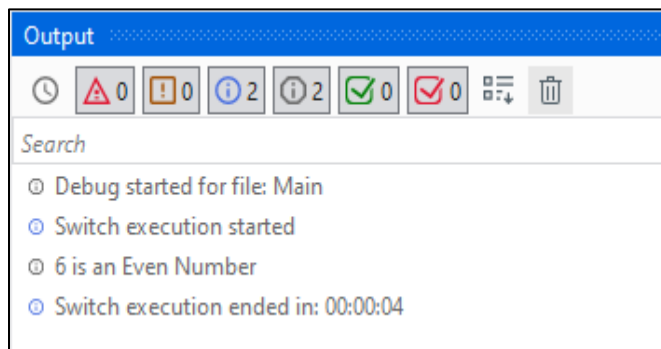 Output
0 0 2 2 0 0
Search
Debug started for file: Main
Switch execution started
6 is an Even Number
Switch execution ended in: 00:00:04